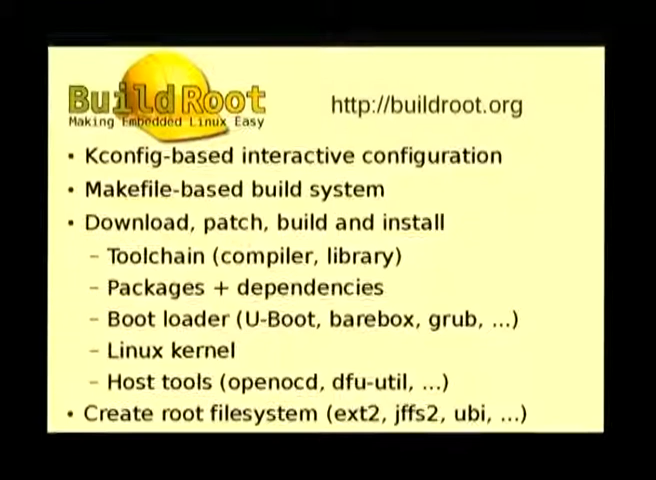 BuildRoot
Making Embedded Linux Easy
http://buildroot.org
• Kconfig-based interactive configuration
• Makefile-based build system
• Download, patch, build and install
– Toolchain (compiler, library)
– Packages + dependencies
– Boot loader (U-Boot, barebox, grub, ...)
– Linux kernel
– Host tools (openocd, dfu-util, ...)
• Create root filesystem (ext2, jffs2, ubi, ...)